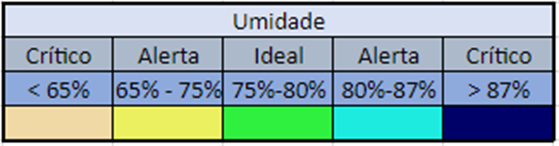 Umidade
Crítico Alerta Ideal Alerta Crítico
< 65% 65% - 75% 75%-80% 80%-87% > 87%